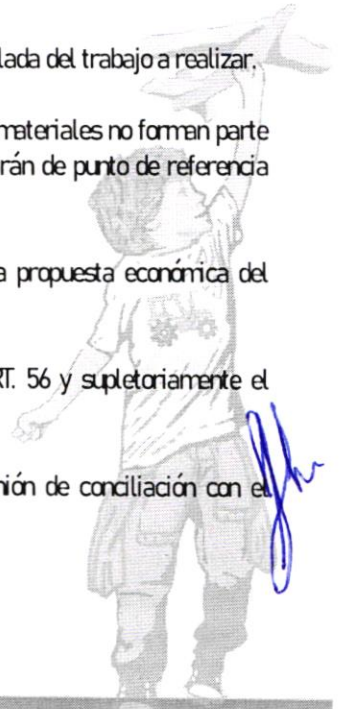 lada del trabajo a realizar.
materiales no forman parte
rán de punto de referencia
a propuesta económica del
RT. 56 y supletoriamente el
nión de conciliación con el